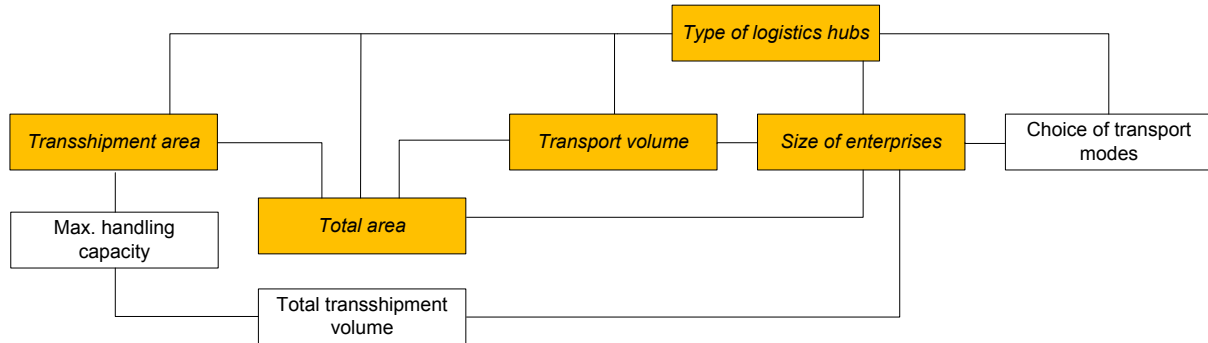 Type of logistics hubs
Transshipment area
Transport volume
Size of enterprises
Choice of transport
modes
Max. handling
capacity
Total area
Total transshipment
volume